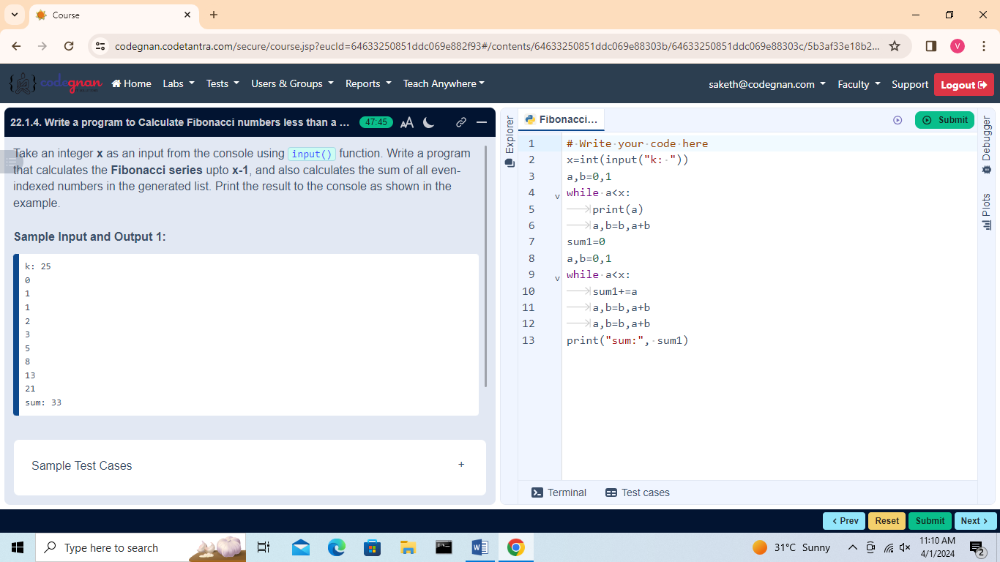 Course
codegnan.codetantra.com/secure/course.jsp?eucId=64633250851ddc069e882f93#/contents/64633250851ddc069e88303b/64633250851ddc069e88303c/5b3af33e18b2...
V
codegnan
Home Labs Tests Users & Groups Reports Teach Anywhere
saketh@codegnan.com Faculty Support Logout
22.1.4. Write a program to Calculate Fibonacci numbers less than a ... 47:45 AA
Take an integer x as an input from the console using input() function. Write a program
that calculates the Fibonacci series upto x-1, and also calculates the sum of all even-
indexed numbers in the generated list. Print the result to the console as shown in the
example.
Sample Input and Output 1:
k: 25
0
1
1
2
3
5
8
13
21
sum: 33
Sample Test Cases +
Explorer
Fibonacci...
Submit
1 # Write your code here
2 x=int(input("k: "))
3 a,b=0,1
4 while a<x:
5 print(a)
6 a,b=b,a+b
7 sum1=0
8 a,b=0,1
9 while a<x:
10 sum1+=a
11 a,b=b,a+b
12 a,b=b,a+b
13 print("sum:", sum1)
Debugger
Plots
Terminal Test cases
< Prev Reset Submit Next >
Type here to search
31°C Sunny
11:10 AM
4/1/2024
2